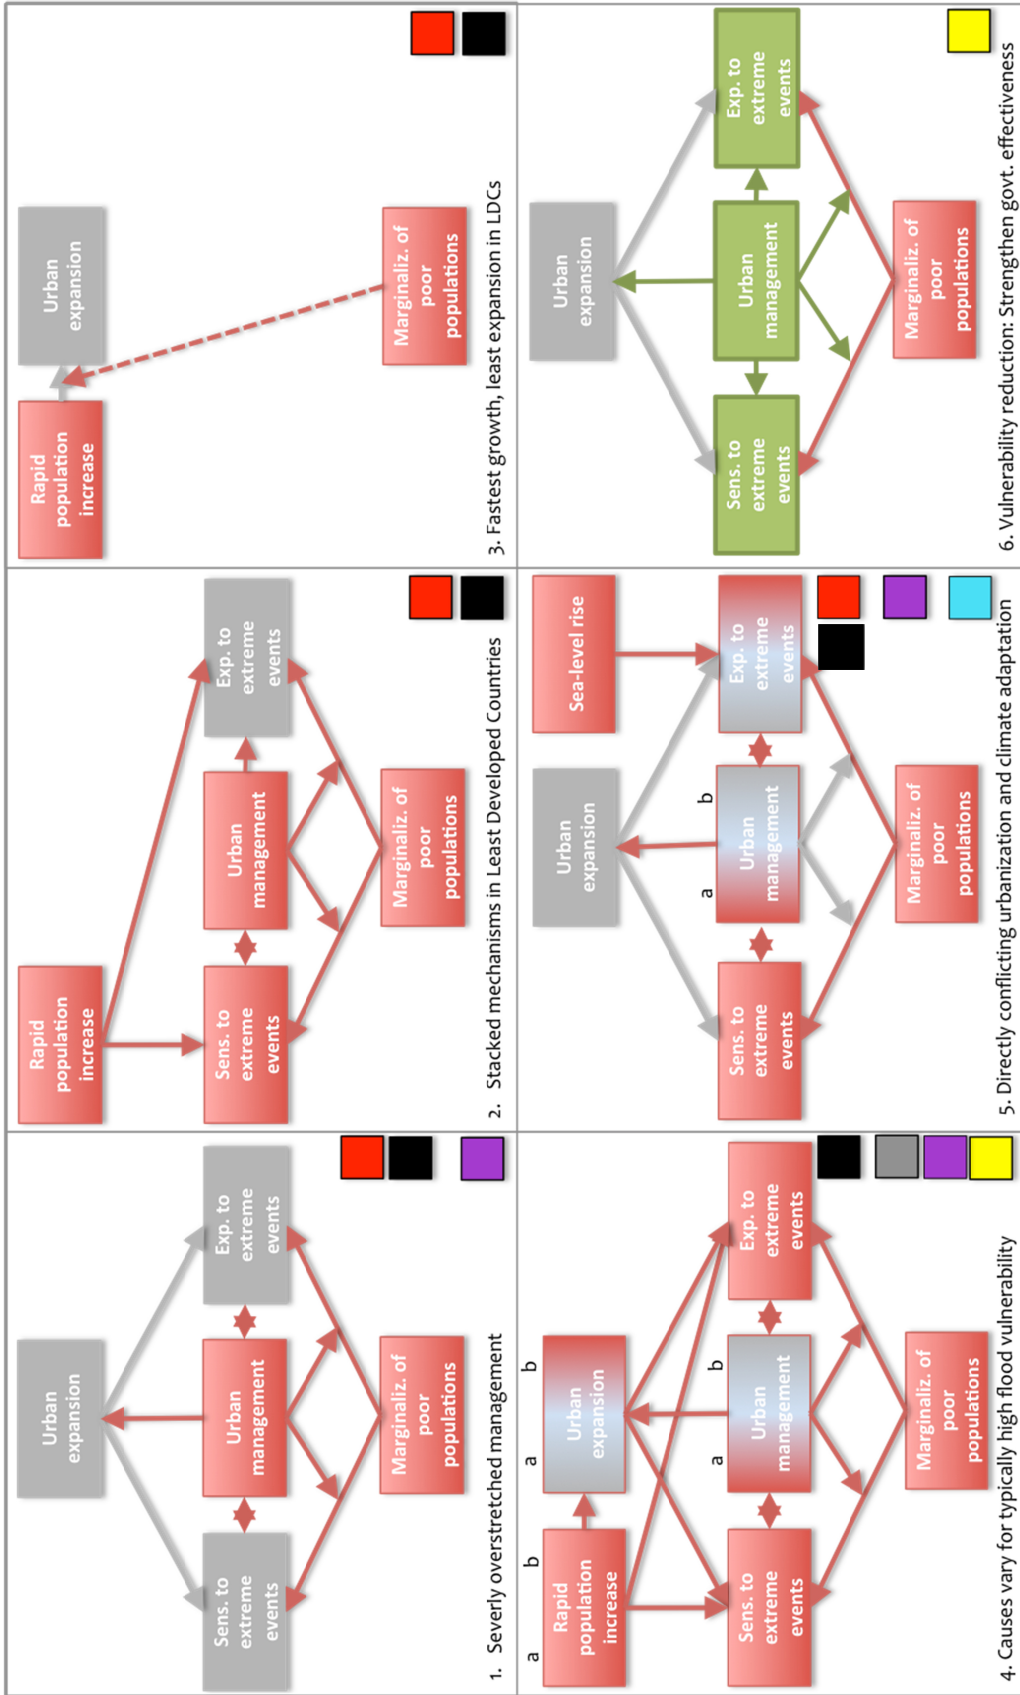 Urban
expansion
Sens. to
extreme
events
Urban
management
Exp. to
extreme
events
Marginaliz. of
poor
populations
1. Severly overstretched management
Rapid
population
increase
Sens. to
extreme
events
Urban
management
Exp. to
extreme
events
Marginaliz. of
poor
populations
2. Stacked mechanisms in Least Developed Countries
Rapid
population
increase
Urban
expansion
Marginaliz. of
poor
populations
3. Fastest growth, least expansion in LDCs
a b
Rapid
population
increase
a b
Urban
expansion
Sens. to
extreme
events
a b
Urban
management
Exp. to
extreme
events
Marginaliz. of
poor
populations
4. Causes vary for typically high flood vulnerability
Urban
expansion
Sea-level rise
Sens. to
extreme
events
a b
Urban
management
Exp. to
extreme
events
Marginaliz. of
poor
populations
5. Directly conflicting urbanization and climate adaptation
Urban
expansion
Sens. to
extreme
events
Urban
management
Exp. to
extreme
events
Marginaliz. of
poor
populations
6. Vulnerability reduction: Strengthen govt. effectiveness